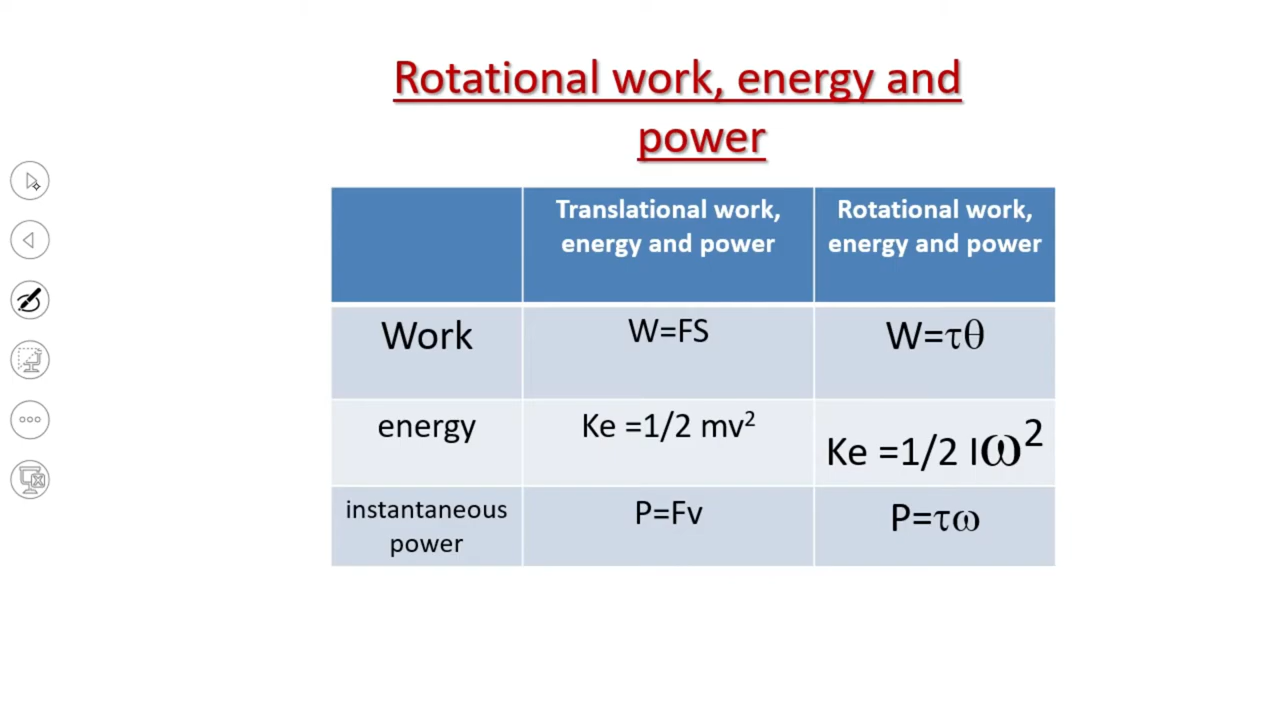 Rotational work, energy and
power
Translational work,
energy and power
Rotational work,
energy and power
Work
W=FS
W=τθ
energy
Ke =1/2 mv²
Ke =1/2 Iω²
instantaneous
power
P=Fv
P=τω